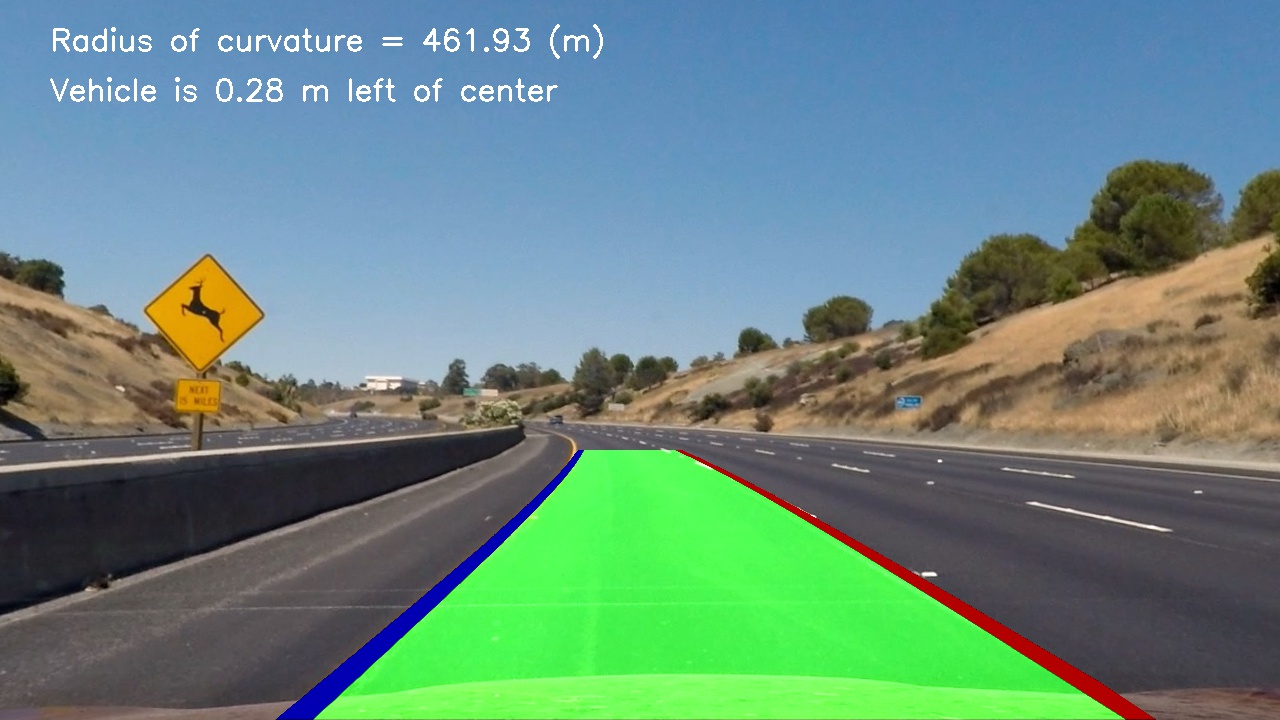 Radius of curvature = 461.93 (m)
Vehicle is 0.28 m left of center
NEXT
15 MILES